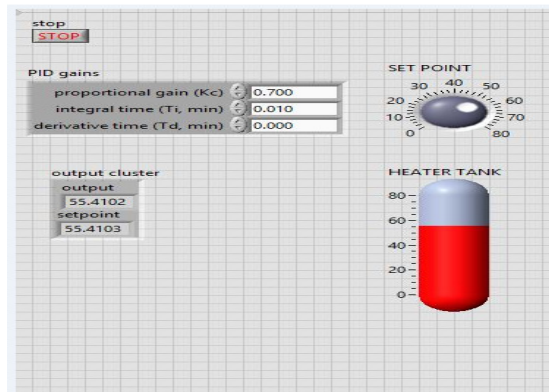 stop
STOP
PID gains
proportional gain (Kc) 0.700
integral time (Ti, min) 0.010
derivative time (Td, min) 0.000
SET POINT
0 10 20 30 40 50 60 70 80
output cluster
output
55.4102
setpoint
55.4103
HEATER TANK
80
60
40
20
0